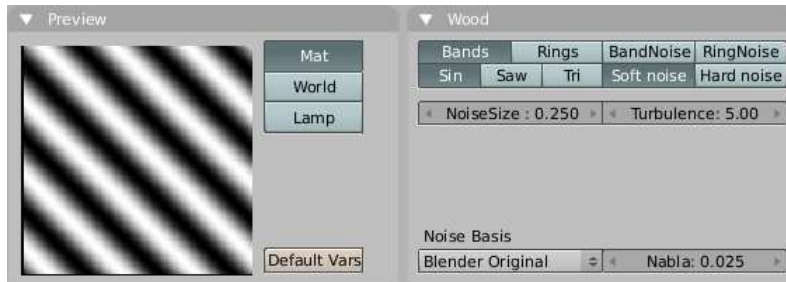 Preview
Mat
World
Lamp
Default Vars
Wood
Bands Rings BandNoise RingNoise
Sin Saw Tri Soft noise Hard noise
NoiseSize : 0.250 Turbulence: 5.00
Noise Basis
Blender Original Nabla: 0.025